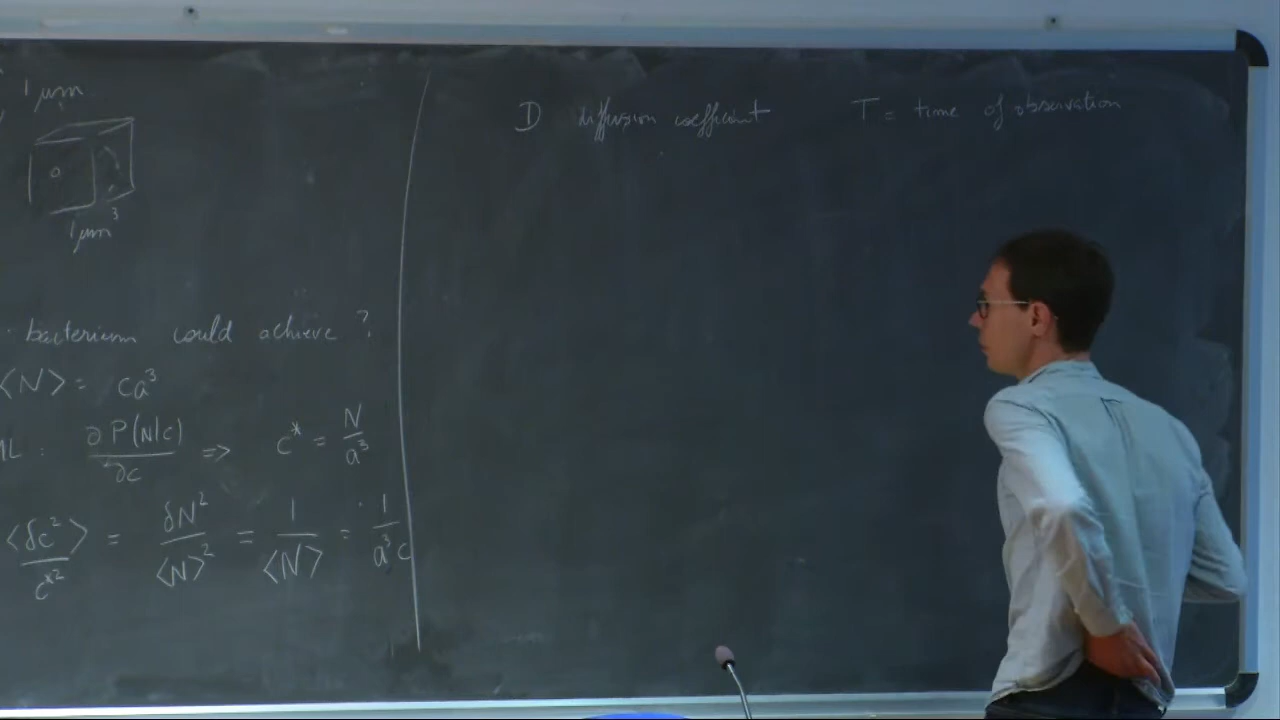 1 μm
1 μm³
bacterium could achieve ?
⟨N⟩ = ca³
ML : ∂P(N|c) / ∂c ⇒ c* = N / a³
⟨δc²⟩ / c*² = δN² / ⟨N⟩² = 1 / ⟨N⟩ = 1 / a³c
D diffusion coefficient T = time of observation